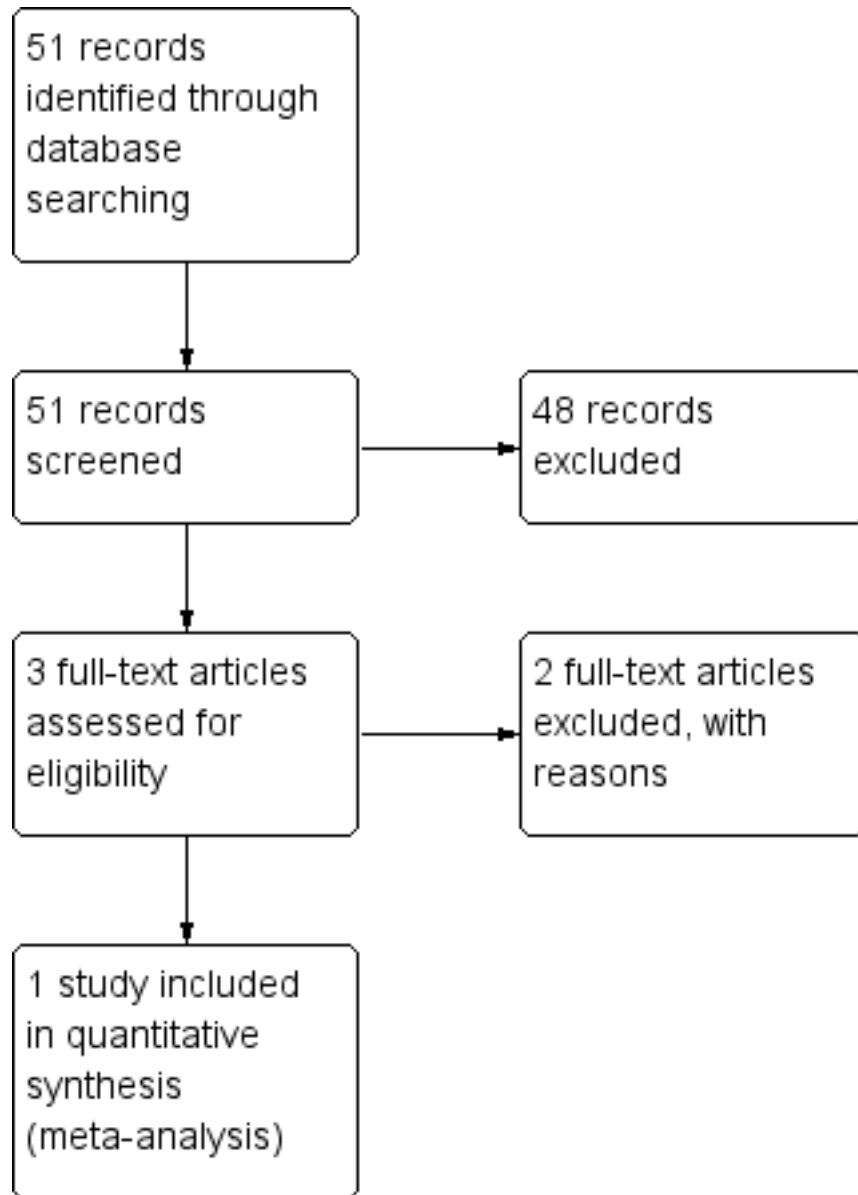 51 records
identified through
database
searching
51 records
screened
48 records
excluded
3 full-text articles
assessed for
eligibility
2 full-text articles
excluded, with
reasons
1 study included
in quantitative
synthesis
(meta-analysis)